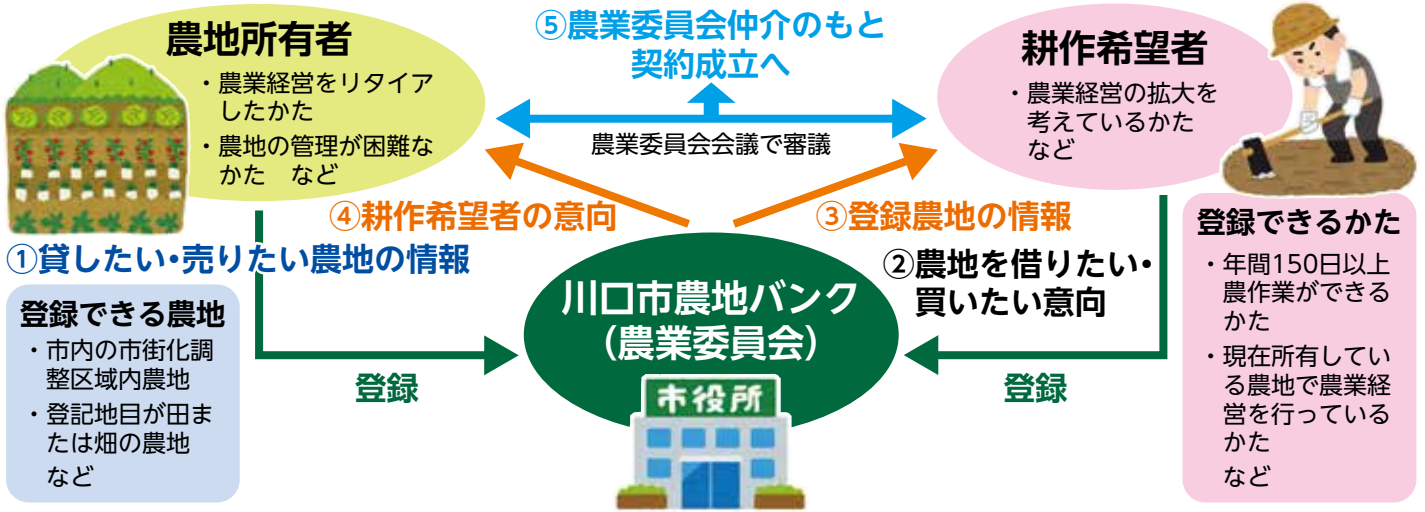 農地所有者
・農業経営をリタイア
したかた
・農地の管理が困難な
かた　など
⑤農業委員会仲介のもと
契約成立へ
農業委員会会議で審議
耕作希望者
・農業経営の拡大を
考えているかた
など
④耕作希望者の意向
③登録農地の情報
①貸したい・売りたい農地の情報
②農地を借りたい・
買いたい意向
登録できる農地
・市内の市街化調
整区域内農地
・登記地目が田ま
たは畑の農地
など
登録
川口市農地バンク
（農業委員会）
市役所
登録
登録できるかた
・年間150日以上
農作業ができる
かた
・現在所有してい
る農地で農業経
営を行っている
かた
など